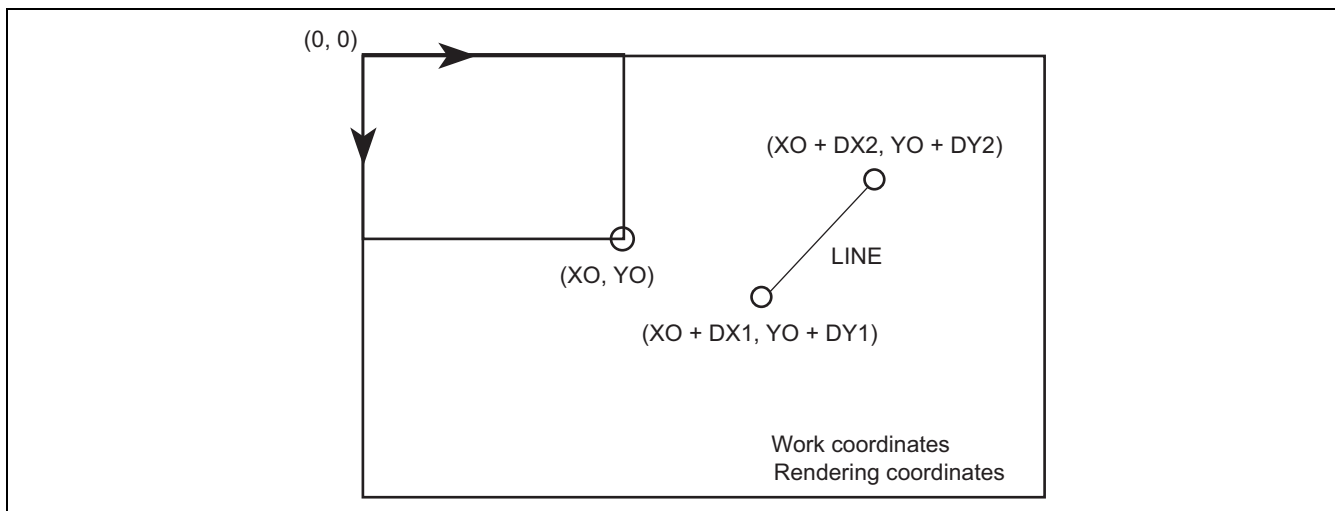 (0, 0)
(XO + DX2, YO + DY2)
LINE
(XO, YO)
(XO + DX1, YO + DY1)
Work coordinates
Rendering coordinates